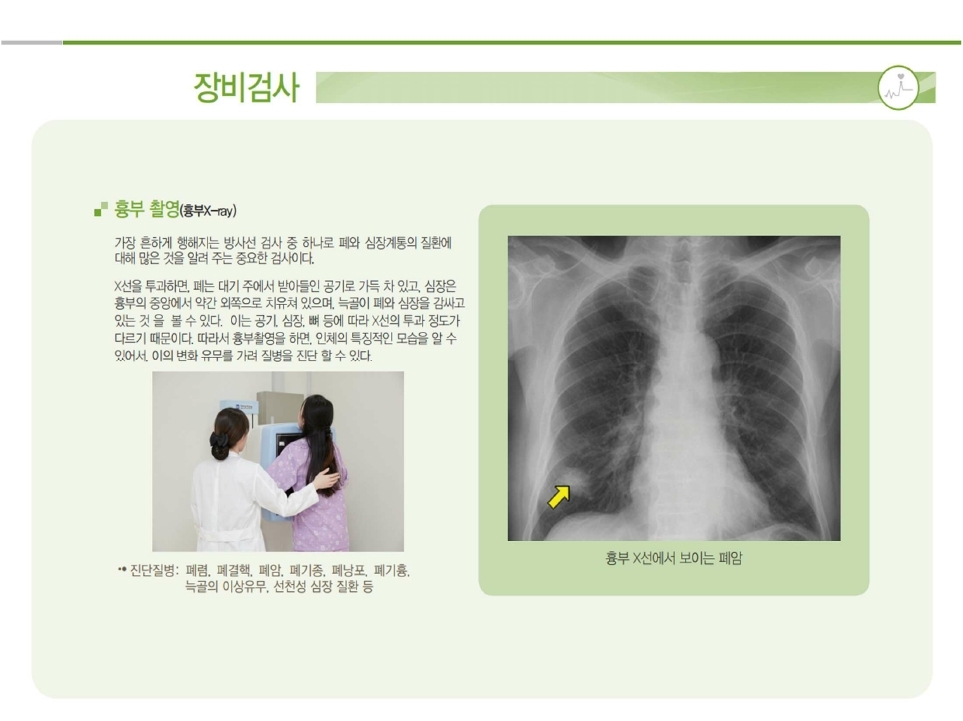 장비검사
흉부 촬영(흉부X-ray)
가장 흔하게 행해지는 방사선 검사 중 하나로 폐와 심장계통의 질환에
대해 많은 것을 알려 주는 중요한 검사이다.
X선을 투과하면, 폐는 대기 주에서 받아들인 공기로 가득 차 있고, 심장은
흉부의 중앙에서 약간 외쪽으로 치유쳐 있으며, 늑골이 폐와 심장을 감싸고
있는 것 을 볼 수 있다. 이는 공기, 심장, 뼈 등에 따라 X선의 투과 정도가
다르기 때문이다. 따라서 흉부촬영을 하면, 인체의 특징적인 모습을 알 수
있어서, 이의 변화 유무를 가려 질병을 진단 할 수 있다.
•• 진단질병: 폐렴, 폐결핵, 폐암, 폐기종, 폐낭포, 폐기흉,
늑골의 이상유무, 선천성 심장 질환 등
흉부 X선에서 보이는 폐암